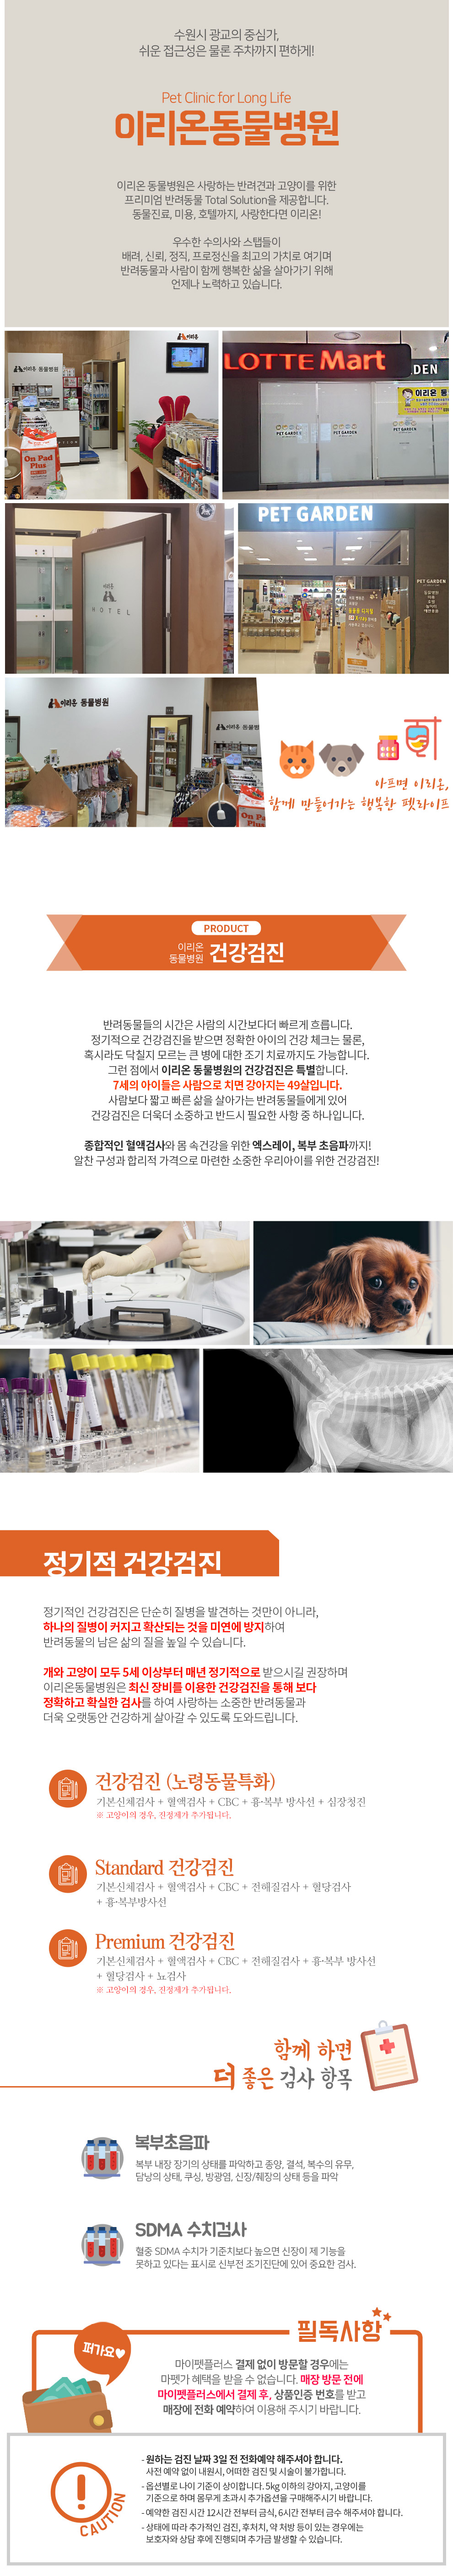 수원시 광교의 중심가,
쉬운 접근성은 물론 주차까지 편하게!
Pet Clinic for Long Life
이리온동물병원
이리온 동물병원은 사랑하는 반려견과 고양이를 위한
프리미엄 반려동물 Total Solution을 제공합니다.
동물진료, 미용, 호텔까지, 사랑한다면 이리온!
우수한 수의사와 스탭들이
배려, 신뢰, 정직, 프로정신을 최고의 가치로 여기며
반려동물과 사람이 함께 행복한 삶을 살아가기 위해
언제나 노력하고 있습니다.
이리온
이리온 동물병원
On Pad
Plus
LOTTE Mart
RDEN
이리온 동
PET GARDEN
PET GARDEN
PET GARDEN
이리온
HOTEL
PET GARDEN
PET GARDEN
이리온 동물병원
이리온 동물병
On
Pad
아프면 이리온,
함께 만들어가는 행복한 펫라이프
PRODUCT
이리온
동물병원 건강검진
반려동물들의 시간은 사람의 시간보다더 빠르게 흐릅니다.
정기적으로 건강검진을 받으면 정확한 아이의 건강 체크는 물론,
혹시라도 닥칠지 모르는 큰 병에 대한 조기 치료까지도 가능합니다.
그런 점에서 이리온 동물병원의 건강검진은 특별합니다.
7세의 아이들은 사람으로 치면 강아지는 49살입니다.
사람보다 짧고 빠른 삶을 살아가는 반려동물들에게 있어
건강검진은 더욱더 소중하고 반드시 필요한 사항 중 하나입니다.
종합적인 혈액검사와 몸 속건강을 위한 엑스레이, 복부 초음파까지!
알찬 구성과 합리적 가격으로 마련한 소중한 우리아이를 위한 건강검진!
정기적 건강검진
정기적인 건강검진은 단순히 질병을 발견하는 것만이 아니라,
하나의 질병이 커지고 확산되는 것을 미연에 방지하여
반려동물의 남은 삶의 질을 높일 수 있습니다.
개와 고양이 모두 5세 이상부터 매년 정기적으로 받으시길 권장하며
이리온동물병원은 최신 장비를 이용한 건강검진을 통해 보다
정확하고 확실한 검사를 하여 사랑하는 소중한 반려동물과
더욱 오랫동안 건강하게 살아갈 수 있도록 도와드립니다.
건강검진 (노령동물특화)
기본신체검사 + 혈액검사 + CBC + 흉·복부 방사선 + 심장청진
※ 고양이의 경우, 진정제가 추가됩니다.
Standard 건강검진
기본신체검사 + 혈액검사 + CBC + 전해질검사 + 혈당검사
+ 흉·복부방사선
Premium 건강검진
기본신체검사 + 혈액검사 + CBC + 전해질검사 + 흉·복부 방사선
+ 혈당검사 + 뇨검사
※ 고양이의 경우, 진정제가 추가됩니다.
함께 하면
더 좋은 검사 항목
복부초음파
복부 내장 장기의 상태를 파악하고 종양, 결석, 복수의 유무,
담낭의 상태, 쿠싱, 방광염, 신장/췌장의 상태 등을 파악
SDMA 수치검사
혈중 SDMA 수치가 기준치보다 높으면 신장이 제 기능을
못하고 있다는 표시로 신부전 조기진단에 있어 중요한 검사.
필독사항
퍼가요♥
마이펫플러스 결제 없이 방문할 경우에는
마펫가 혜택을 받을 수 없습니다. 매장 방문 전에
마이펫플러스에서 결제 후, 상품인증 번호를 받고
매장에 전화 예약하여 이용해 주시기 바랍니다.
CAUTION
- 원하는 검진 날짜 3일 전 전화예약 해주셔야 합니다.
사전 예약 없이 내원시, 어떠한 검진 및 시술이 불가합니다.
- 옵션별로 나이 기준이 상이합니다. 5kg 이하의 강아지, 고양이를
기준으로 하며 몸무게 초과시 추가옵션을 구매해주시기 바랍니다.
- 예약한 검진 시간 12시간 전부터 금식, 6시간 전부터 금수 해주셔야 합니다.
- 상태에 따라 추가적인 검진, 후처치, 약 처방 등이 있는 경우에는
보호자와 상담 후에 진행되며 추가금 발생할 수 있습니다.